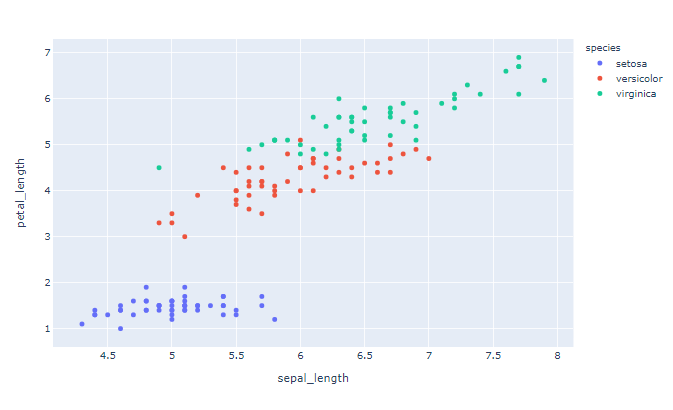 species
setosa
versicolor
virginica
petal_length
7
6
5
4
3
2
1
4.5 5 5.5 6 6.5 7 7.5 8
sepal_length